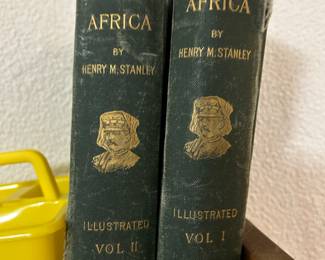 AFRICA
BY
HENRY M. STANLEY
ILLUSTRATED
VOL II
AFRICA
BY
HENRY M. STANLEY
ILLUSTRATED
VOL I